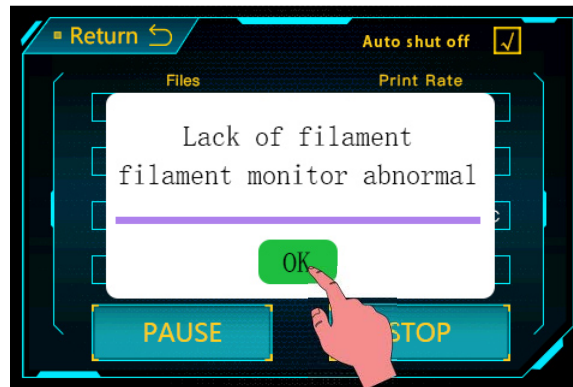 Return
Auto shut off
Files
Print Rate
Lack of filament
filament monitor abnormal
OK
PAUSE
STOP